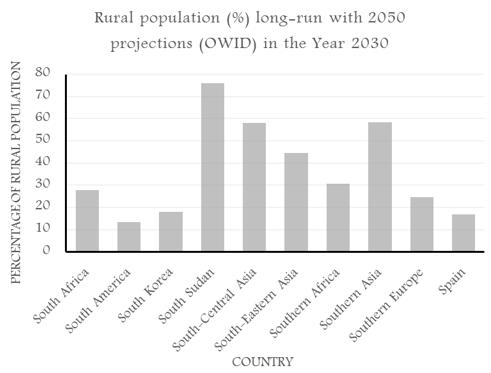 Rural population (%) long-run with 2050
projections (OWID) in the Year 2030
PERCENTAGE OF RURAL POPULATION
80
70
60
50
40
30
20
10
0
South Africa
South America
South Korea
South Sudan
South-Central Asia
South-Eastern Asia
Southern Africa
Southern Asia
Southern Europe
Spain
COUNTRY